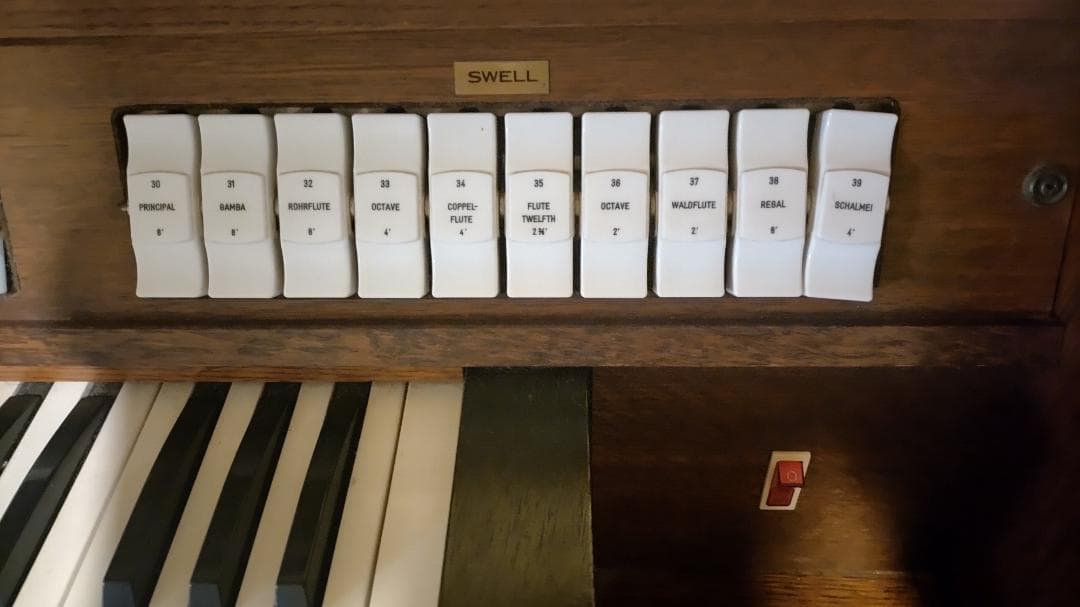 SWELL
30
PRINCIPAL
8'
31
GAMBA
8'
32
ROHRFLUTE
8'
33
OCTAVE
4'
34
COPPEL-
FLUTE
4'
35
FLUTE
TWELFTH
2 ⅔'
36
OCTAVE
2'
37
WALDFLUTE
2'
38
REGAL
8'
39
SCHALMEI
4'